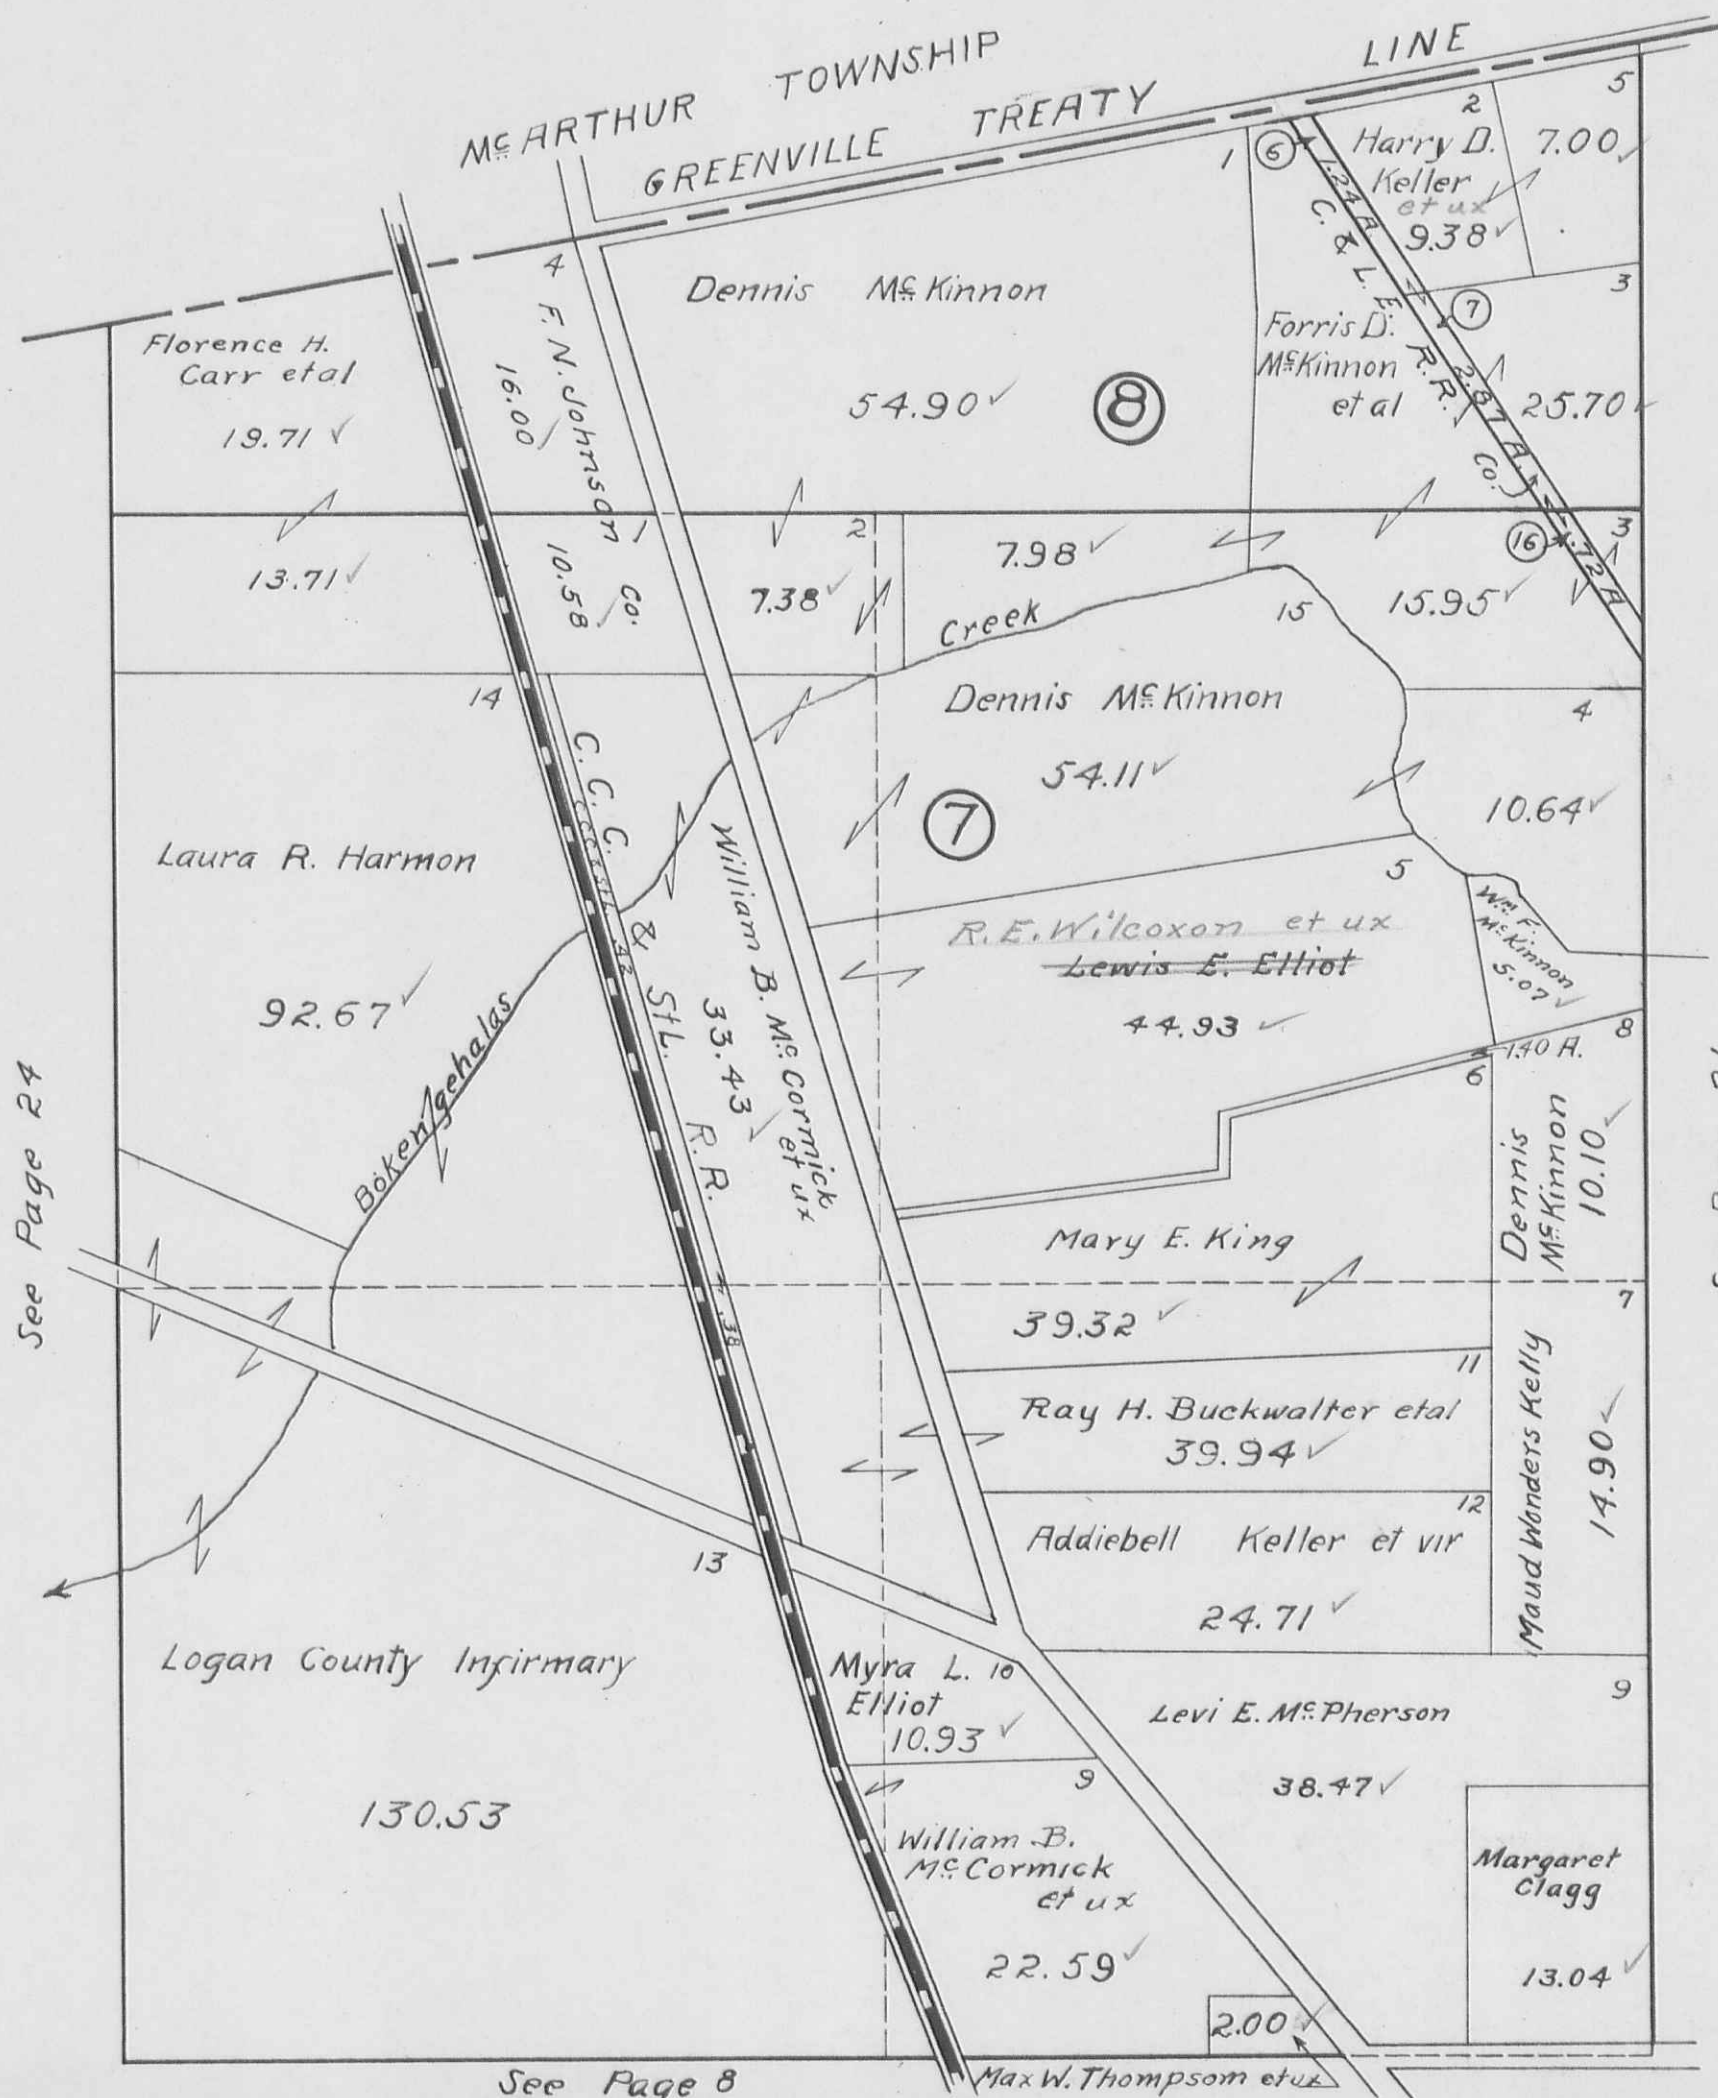 McARTHUR TOWNSHIP
GREENVILLE TREATY LINE
5
2
Harry D.
Keller
et ux
9.38
7.00
1
6
1.24 A
C. & L. E. R.R. Co.
4
F. N. Johnson Co.
16.00
10.58
Dennis McKinnon
54.90
8
Florence H.
Carr et al
19.71
Forris D.
McKinnon
et al
7
2.87 A.
3
25.70
13.71
1
2
7.38
7.98
Creek
15
15.95
16
.72 A
3
14
Dennis McKinnon
54.11
7
4
10.64
C. C. C. & St L. R. R.
.42
Laura R. Harmon
92.67
William B. McCormick
et ux
33.43
5
R. E. Wilcoxon et ux
Lewis E. Elliot
44.93
Wm. F.
McKinnon
5.07
8
1.40 A.
6
Dennis
McKinnon
10.10
See Page 24
Bokengehalas
Mary E. King
39.32
7
.38
11
Ray H. Buckwalter et al
39.94
Maud Wonders Kelly
14.90
12
Addiebell Keller et vir
24.71
13
Logan County Infirmary
130.53
Myra L.
Elliot
10
10.93
Levi E. McPherson
9
38.47
9
William B.
McCormick
et ux
22.59
Margaret
Clagg
13.04
2.00
See Page 8
Max W. Thompsom et ux